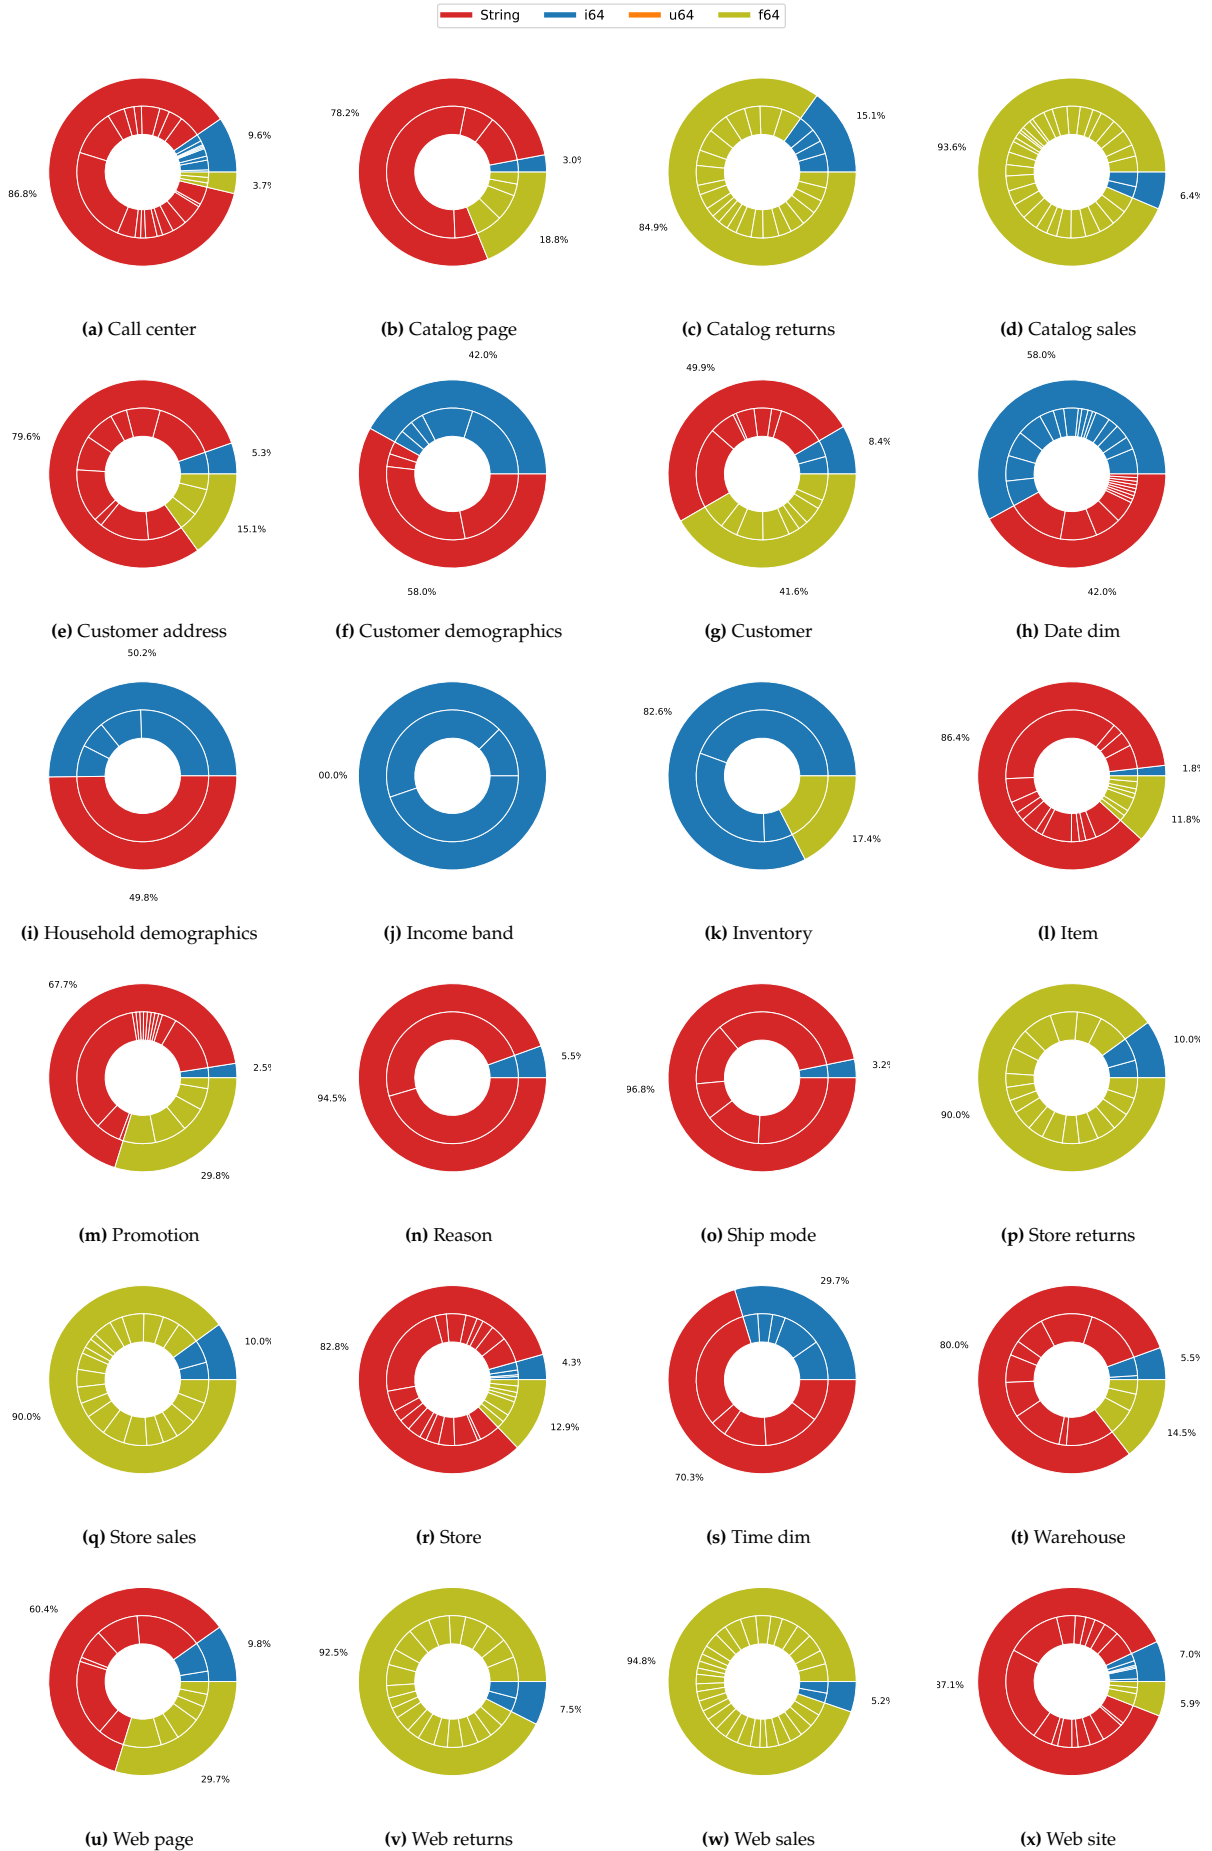 String i64 u64 f64
86.8% 9.6% 3.7%
78.2% 3.0% 18.8%
84.9% 15.1%
93.6% 6.4%
(a) Call center
(b) Catalog page
(c) Catalog returns
(d) Catalog sales
79.6% 5.3% 15.1%
42.0% 58.0%
49.9% 8.4% 41.6%
58.0% 42.0%
(e) Customer address
(f) Customer demographics
(g) Customer
(h) Date dim
50.2% 49.8%
00.0%
82.6% 17.4%
86.4% 1.8% 11.8%
(i) Household demographics
(j) Income band
(k) Inventory
(l) Item
67.7% 2.5% 29.8%
94.5% 5.5%
96.8% 3.2%
90.0% 10.0%
(m) Promotion
(n) Reason
(o) Ship mode
(p) Store returns
90.0% 10.0%
82.8% 4.3% 12.9%
29.7% 70.3%
80.0% 5.5% 14.5%
(q) Store sales
(r) Store
(s) Time dim
(t) Warehouse
60.4% 9.8% 29.7%
92.5% 7.5%
94.8% 5.2%
37.1% 7.0% 5.9%
(u) Web page
(v) Web returns
(w) Web sales
(x) Web site